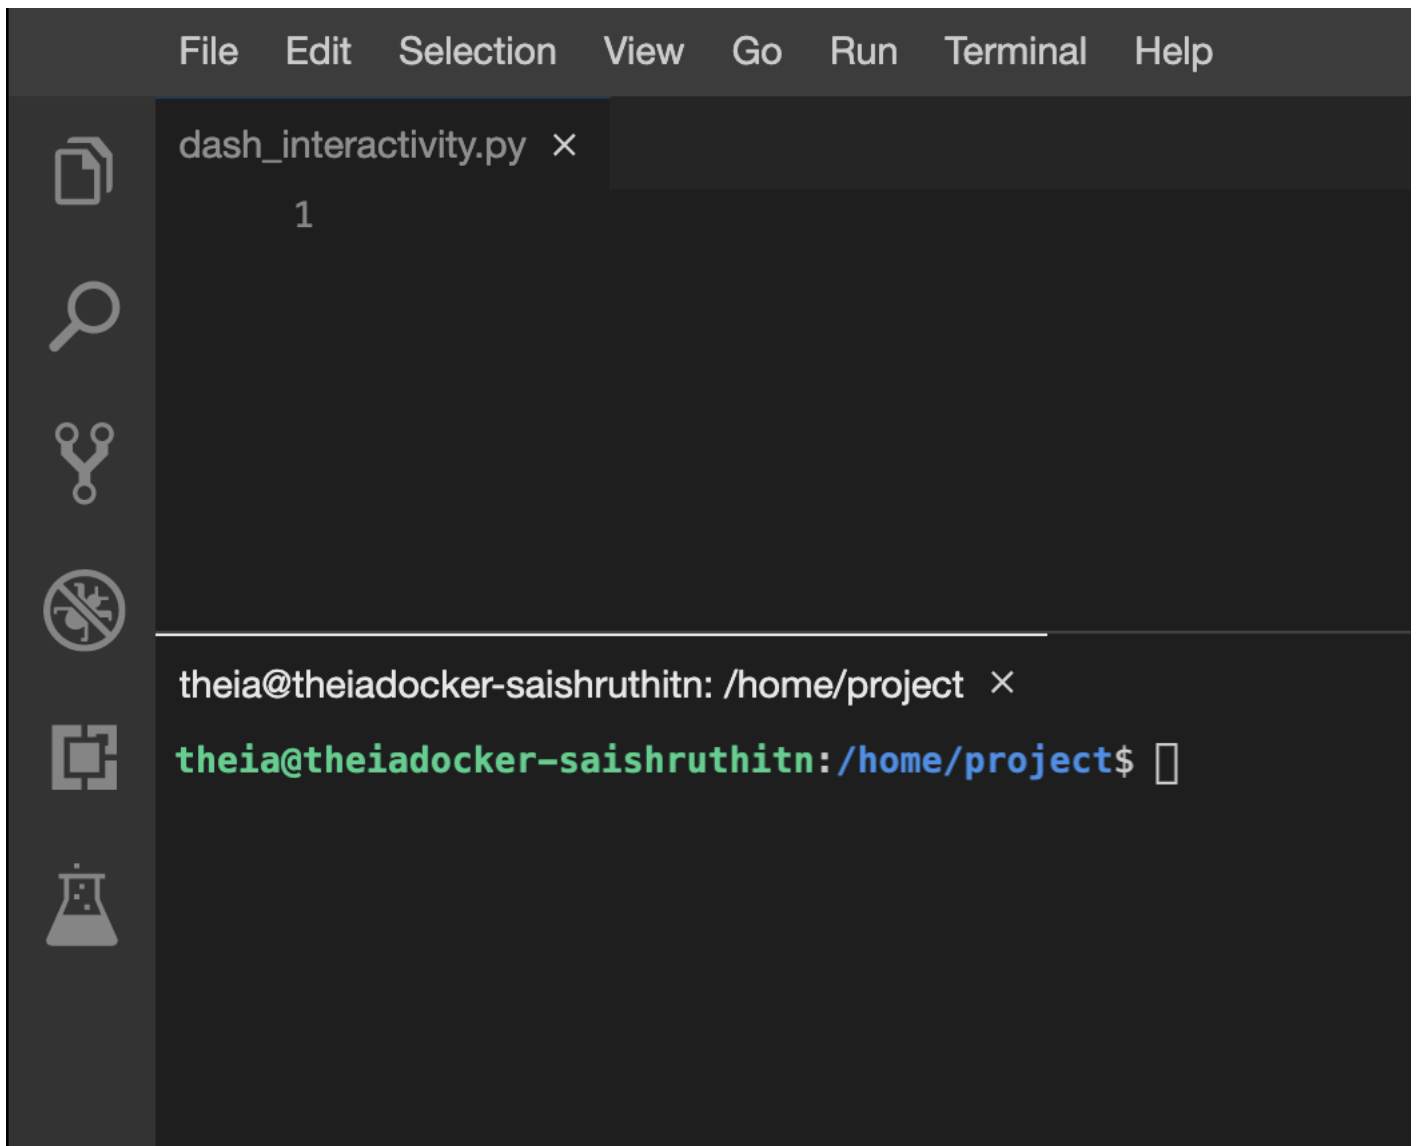 File Edit Selection View Go Run Terminal Help
dash_interactivity.py ×
1
theia@theiadocker-saishruthitn: /home/project ×
theia@theiadocker-saishruthitn:/home/project$